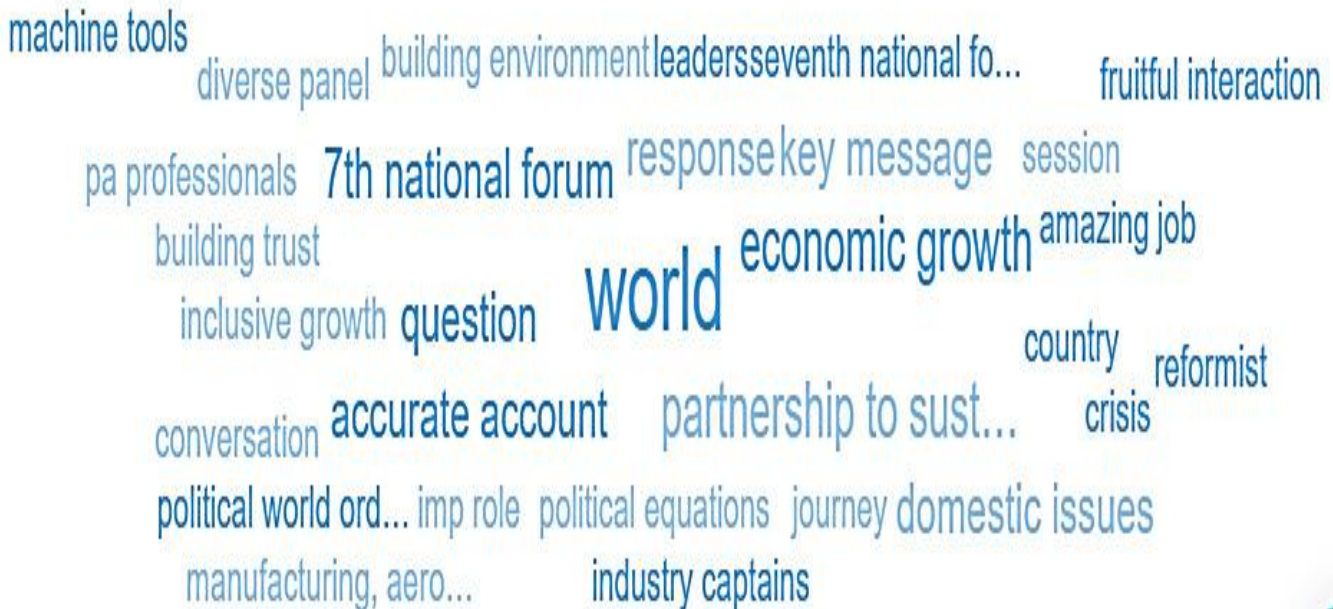 machine tools
diverse panel building environment leadersseventh national fo... fruitful interaction
pa professionals 7th national forum response key message session
building trust world economic growth amazing job
inclusive growth question country reformist
conversation accurate account partnership to sust... crisis
political world ord... imp role political equations journey domestic issues
manufacturing, aero... industry captains